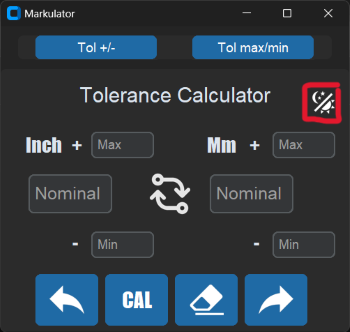 Markulator
Tol +/- Tol max/min
Tolerance Calculator
Inch + Max Mm + Max
Nominal Nominal
- Min - Min
CAL